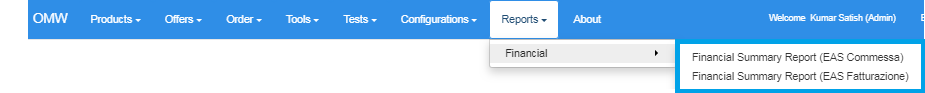 OMW Products Offers Order Tools Tests Configurations Reports About Welcome Kumar Satish (Admin)
Financial
Financial Summary Report (EAS Commessa)
Financial Summary Report (EAS Fatturazione)